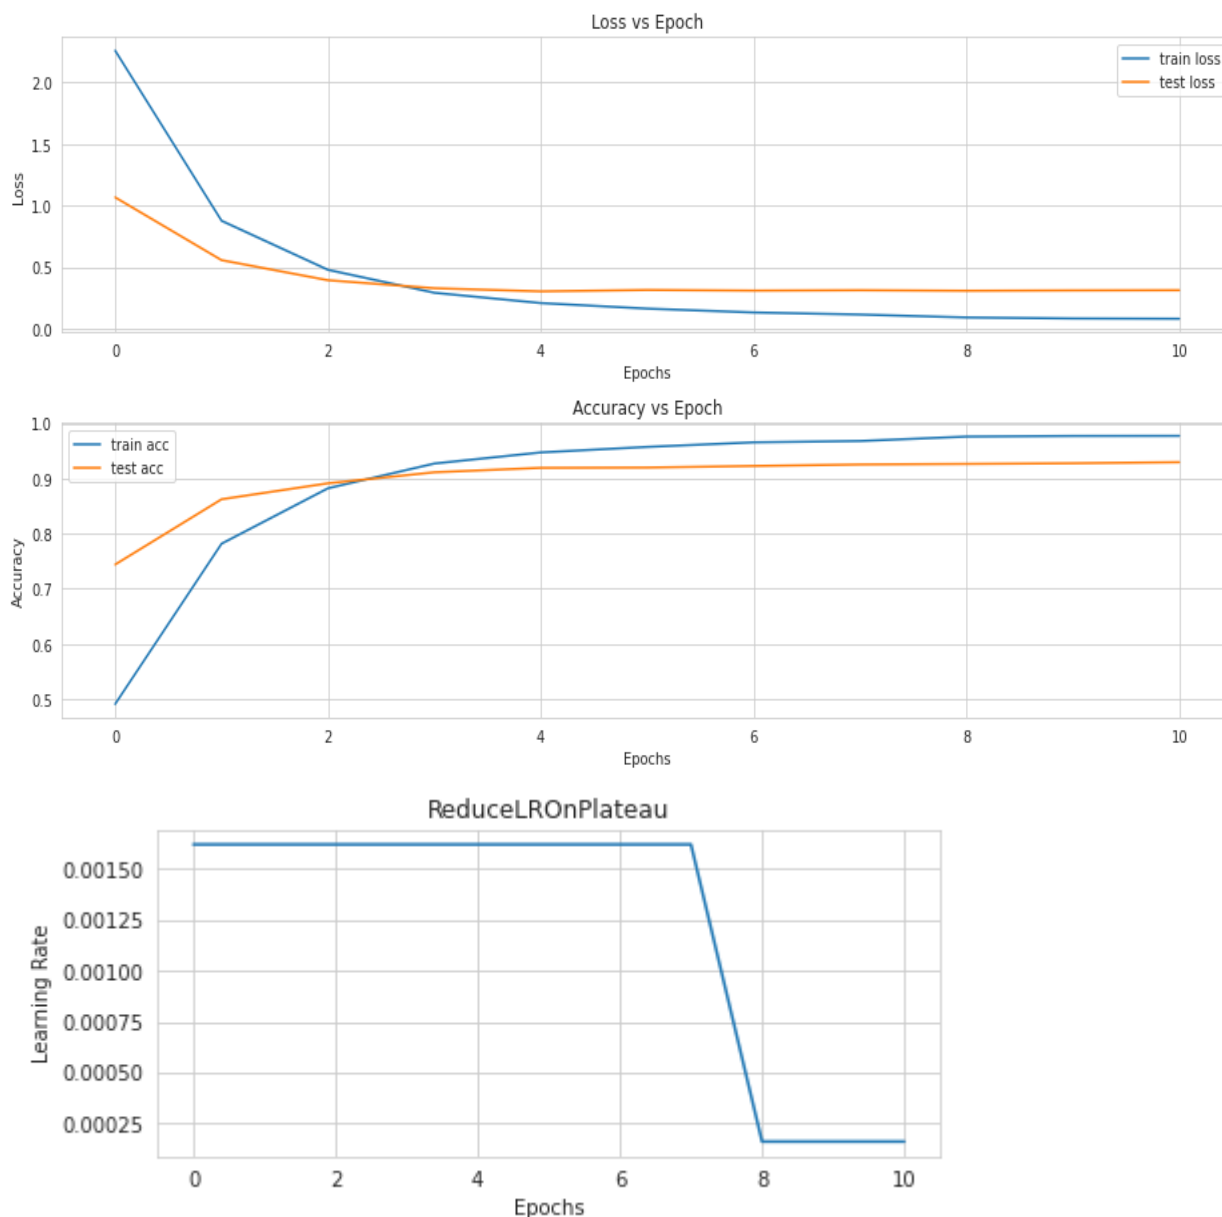 Loss vs Epoch
train loss
test loss
2.0
1.5
1.0
0.5
0.0
Loss
0 2 4 6 8 10
Epochs
Accuracy vs Epoch
train acc
test acc
1.0
0.9
0.8
0.7
0.6
0.5
Accuracy
0 2 4 6 8 10
Epochs
ReduceLROnPlateau
0.00150
0.00125
0.00100
0.00075
0.00050
0.00025
Learning Rate
0 2 4 6 8 10
Epochs